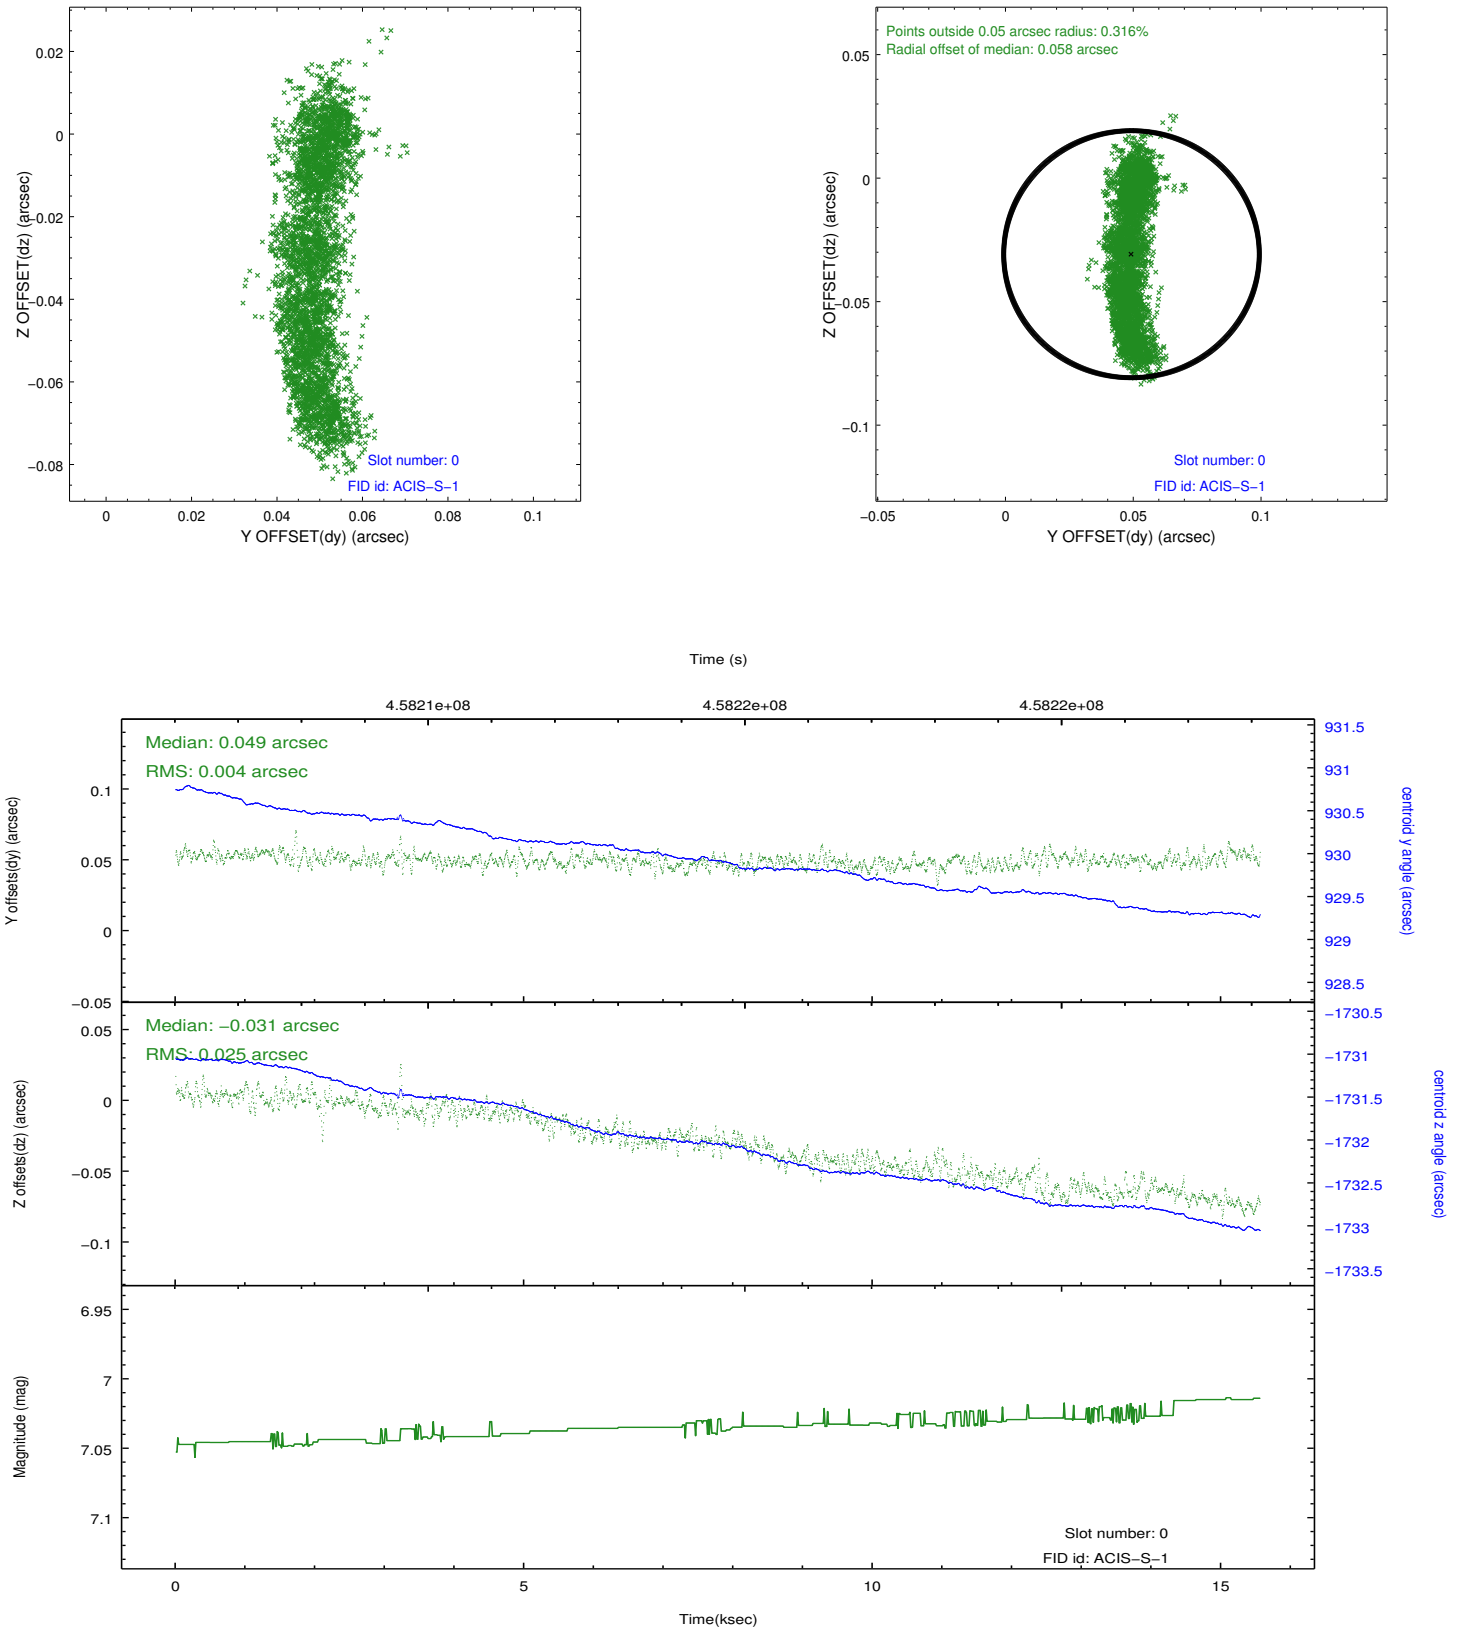 0.02
0
−0.02
−0.04
−0.06
−0.08
Z OFFSET(dz) (arcsec)
Slot number: 0
FID id: ACIS−S−1
0
0.02
0.04
0.06
0.08
0.1
Y OFFSET(dy) (arcsec)
Points outside 0.05 arcsec radius: 0.316%
Radial offset of median: 0.058 arcsec
0.05
0
−0.05
−0.1
Z OFFSET(dz) (arcsec)
Slot number: 0
FID id: ACIS−S−1
−0.05
0
0.05
0.1
Y OFFSET(dy) (arcsec)
Time (s)
4.5821e+08
4.5822e+08
4.5822e+08
Median: 0.049 arcsec
RMS: 0.004 arcsec
0.1
0.05
0
−0.05
Y offsets(dy) (arcsec)
931.5
931
930.5
930
929.5
929
928.5
centroid y angle (arcsec)
Median: −0.031 arcsec
RMS: 0.025 arcsec
0.05
0
−0.05
−0.1
Z offsets(dz) (arcsec)
−1730.5
−1731
−1731.5
−1732
−1732.5
−1733
−1733.5
centroid z angle (arcsec)
6.95
7
7.05
7.1
Magnitude (mag)
Slot number: 0
FID id: ACIS−S−1
0
5
10
15
Time(ksec)